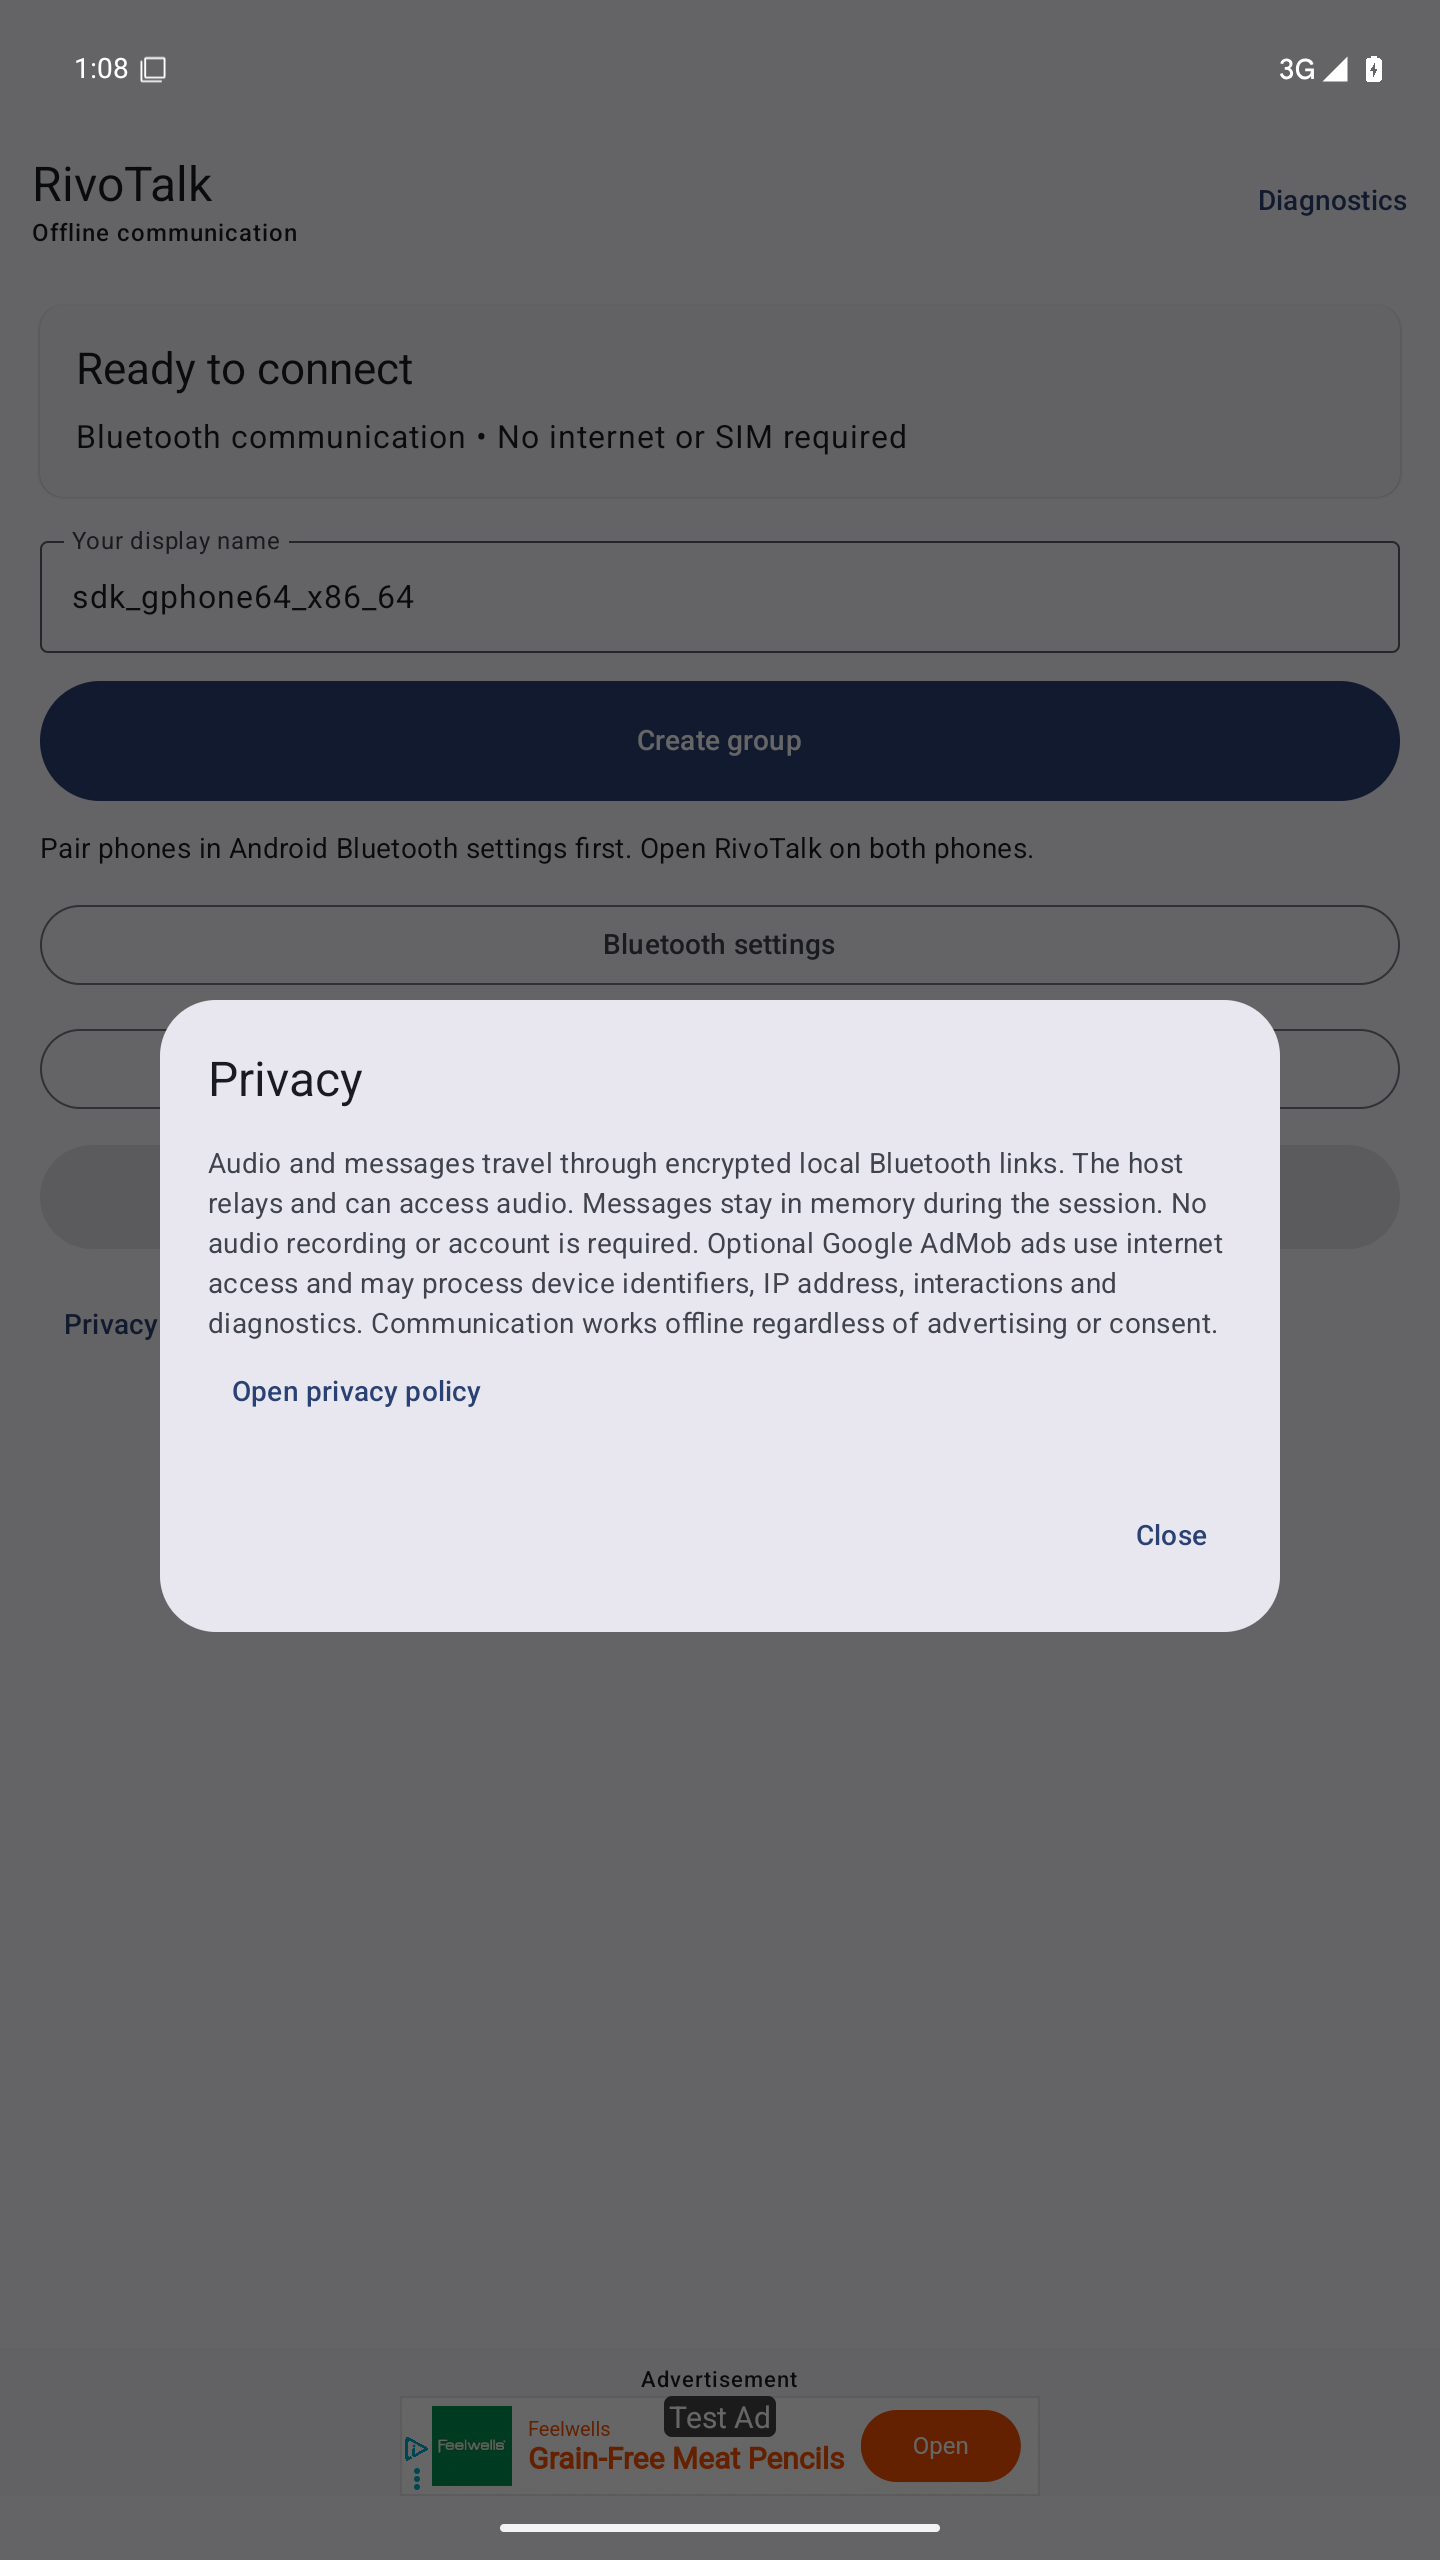 1:08
3G
RivoTalk
Offline communication
Diagnostics
Ready to connect
Bluetooth communication • No internet or SIM required
Your display name
sdk_gphone64_x86_64
Create group
Pair phones in Android Bluetooth settings first. Open RivoTalk on both phones.
Bluetooth settings
Privacy
Audio and messages travel through encrypted local Bluetooth links. The host
relays and can access audio. Messages stay in memory during the session. No
audio recording or account is required. Optional Google AdMob ads use internet
access and may process device identifiers, IP address, interactions and
diagnostics. Communication works offline regardless of advertising or consent.
Privacy
Open privacy policy
Close
Advertisement
Test Ad
Feelwells
Feelwells
Grain-Free Meat Pencils
Open